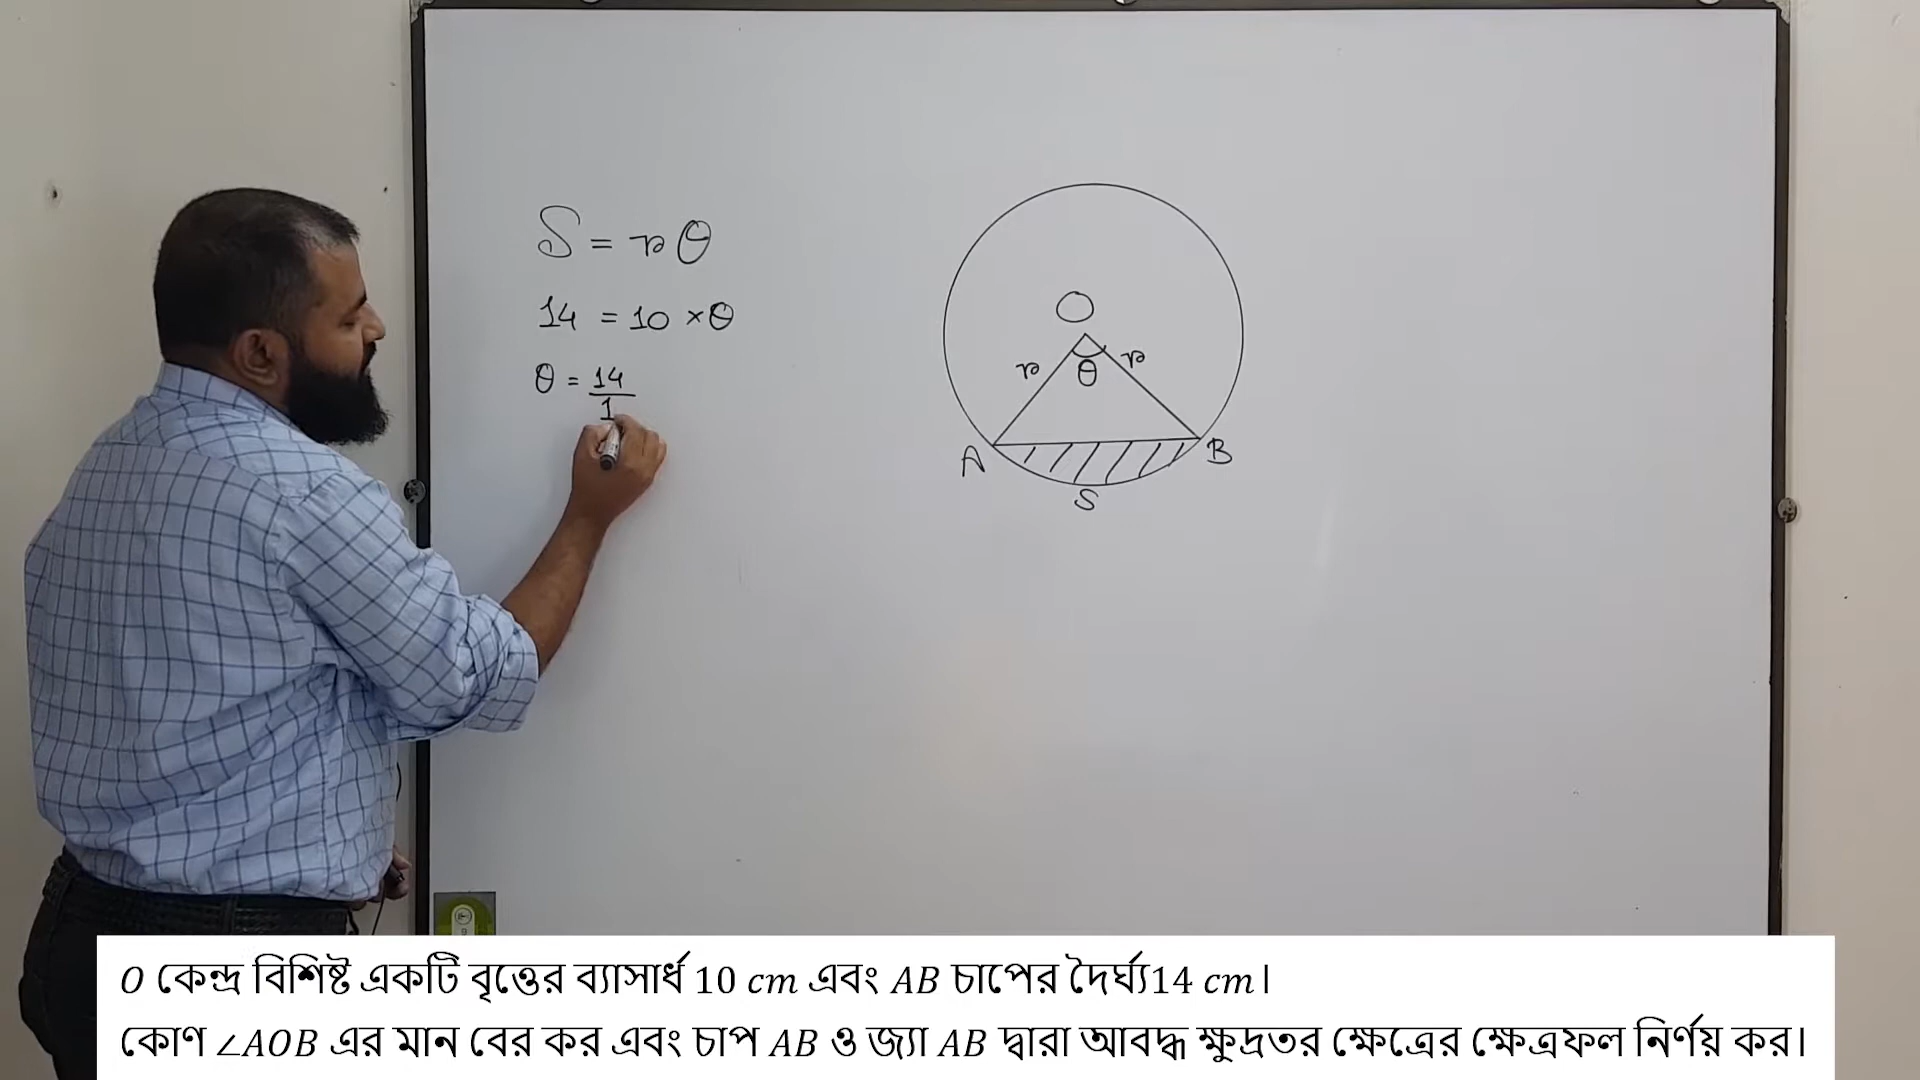 S = rθ
14 = 10 × θ
θ = 14/1
O
r
r
θ
A
B
S
O কেন্দ্র বিশিষ্ট একটি বৃত্তের ব্যাসার্ধ 10 cm এবং AB চাপের দৈর্ঘ্য14 cm।
কোণ ∠AOB এর মান বের কর এবং চাপ AB ও জ্যা AB দ্বারা আবদ্ধ ক্ষুদ্রতর ক্ষেত্রের ক্ষেত্রফল নির্ণয় কর।